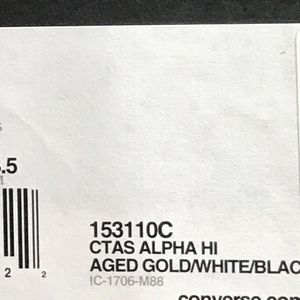 .5
153110C
CTAS ALPHA HI
AGED GOLD/WHITE/BLAC
IC-1706-M88
2 2
converse.com